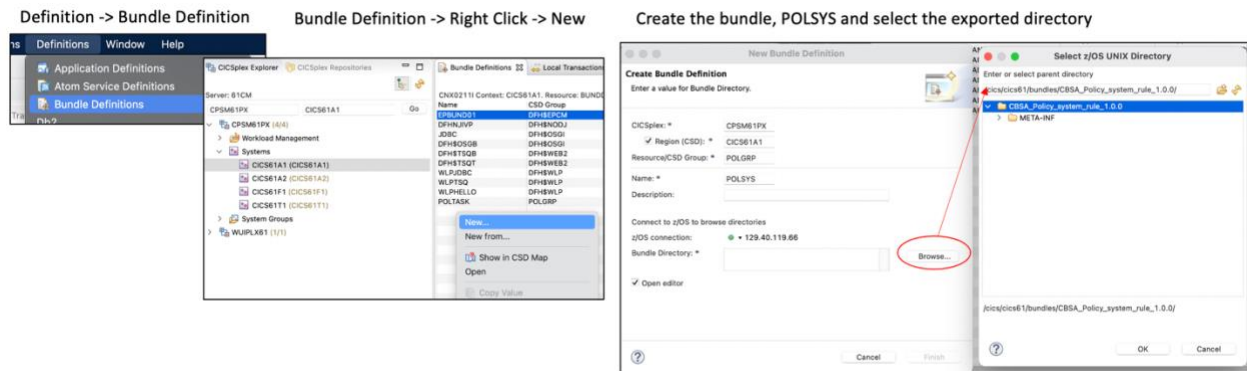 Definition -> Bundle Definition
Bundle Definition -> Right Click -> New
Create the bundle, POLSYS and select the exported directory
Definitions Window Help
Application Definitions
Atom Service Definitions
Bundle Definitions
Db2
CICSplex Explorer CICSplex Repositories
Server: 61CM
CPSM61PX CICS61A1 Go
CPSM61PX (4/4)
Workload Management
Systems
CICS61A1 (CICS61A1)
CICS61A2 (CICS61A2)
CICS61F1 (CICS61F1)
CICS61T1 (CICS61T1)
System Groups
WUIPLX61 (1/1)
Bundle Definitions Local Transaction
CNX0211I Context: CICS61A1. Resource: BUND
Name CSD Group
EPBUND01 DFH$EPCM
DFHNJIVP DFH$NODJ
JDBC DFH$OSGI
DFH$OSGB DFH$OSGI
DFH$TSQB DFH$WEB2
DFH$TSQT DFH$WEB2
WLPJDBC DFH$WLP
WLPTSQ DFH$WLP
WLPHELLO DFH$WLP
POLTASK POLGRP
New...
New from...
Show in CSD Map
Open
Copy Value
New Bundle Definition
Create Bundle Definition
Enter a value for Bundle Directory.
CICSplex: * CPSM61PX
Region (CSD): * CICS61A1
Resource/CSD Group: * POLGRP
Name: * POLSYS
Description:
Connect to z/OS to browse directories
z/OS connection: 129.40.119.66
Bundle Directory: * Browse...
Open editor
Cancel Finish
Select z/OS UNIX Directory
Enter or select parent directory
/cics/cics61/bundles/CBSA_Policy_system_rule_1.0.0/
CBSA_Policy_system_rule_1.0.0
META-INF
/cics/cics61/bundles/CBSA_Policy_system_rule_1.0.0/
OK Cancel